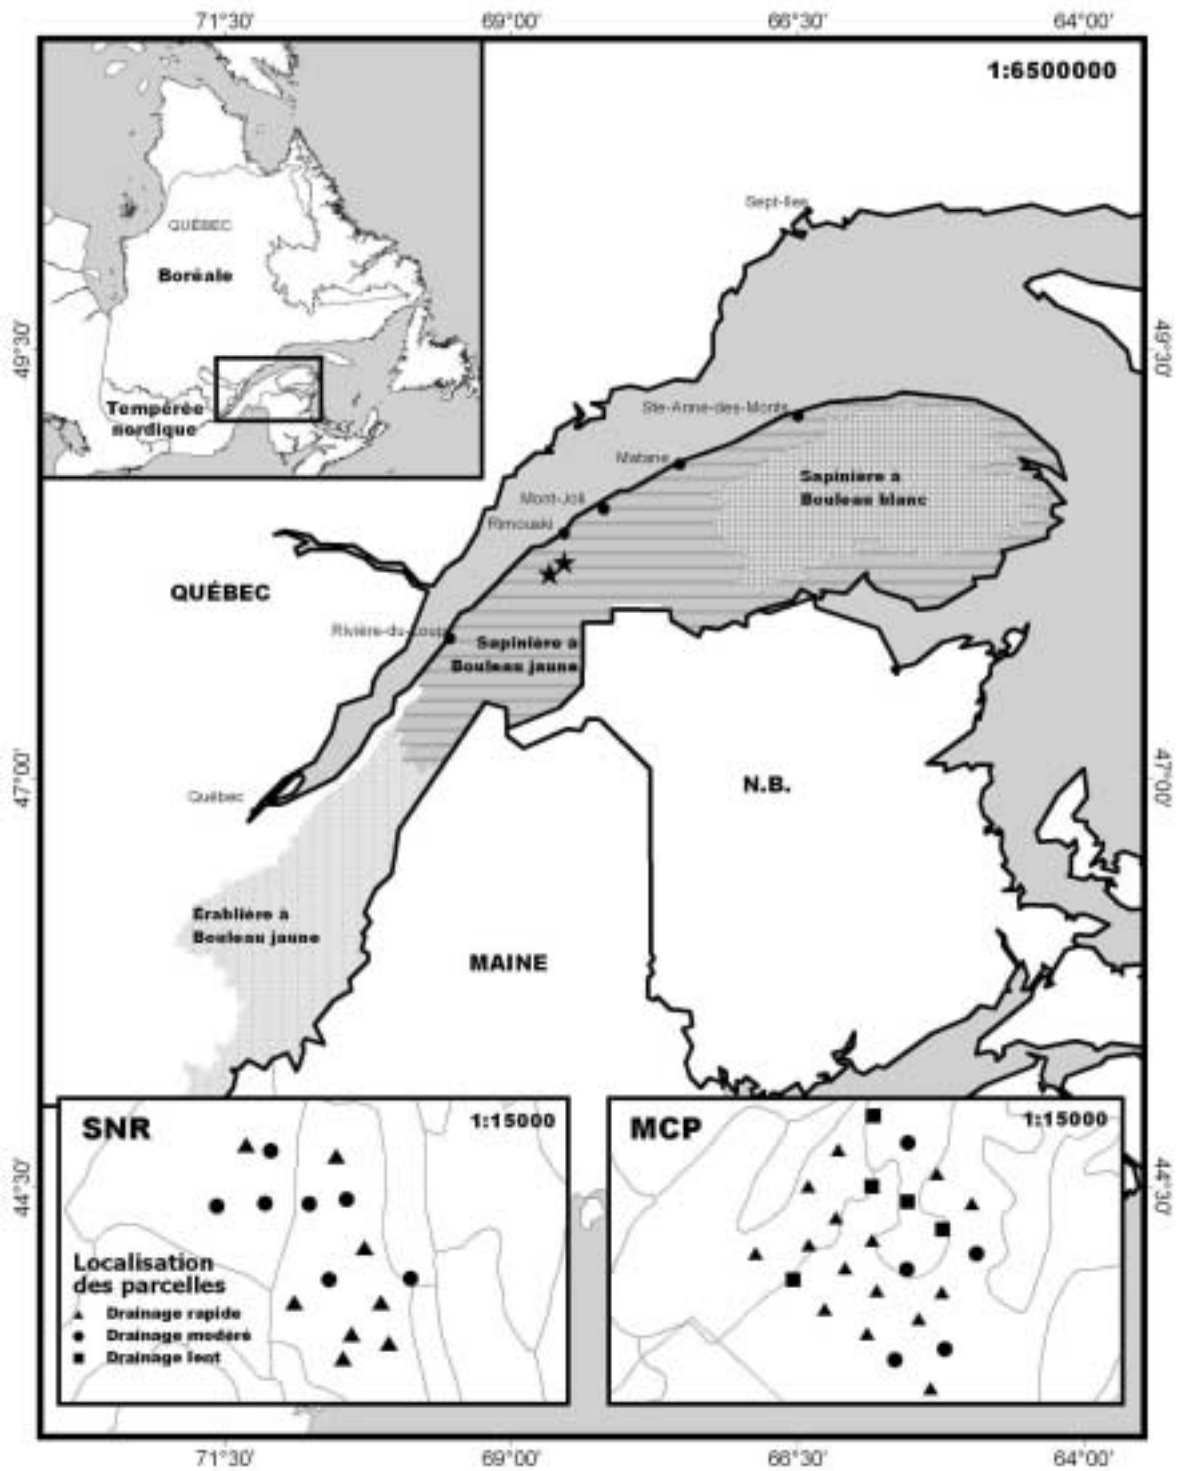 71°30'
69°00'
66°30'
64°00'
1:6500000
QUÉBEC
Boréale
Tempérée
nordique
49°30'
49°30'
Sept-Iles
Ste-Anne-des-Monts
Matane
Mont-Joli
Rimouski
Sapinière à
Bouleau blanc
QUÉBEC
Rivière-du-Loup
Sapinière à
Bouleau jaune
47°00'
47°00'
Québec
N.B.
Érablière à
Bouleau jaune
MAINE
SNR
1:15000
MCP
1:15000
44°30'
44°30'
Localisation
des parcelles
Drainage rapide
Drainage modéré
Drainage lent
71°30'
69°00'
66°30'
64°00'